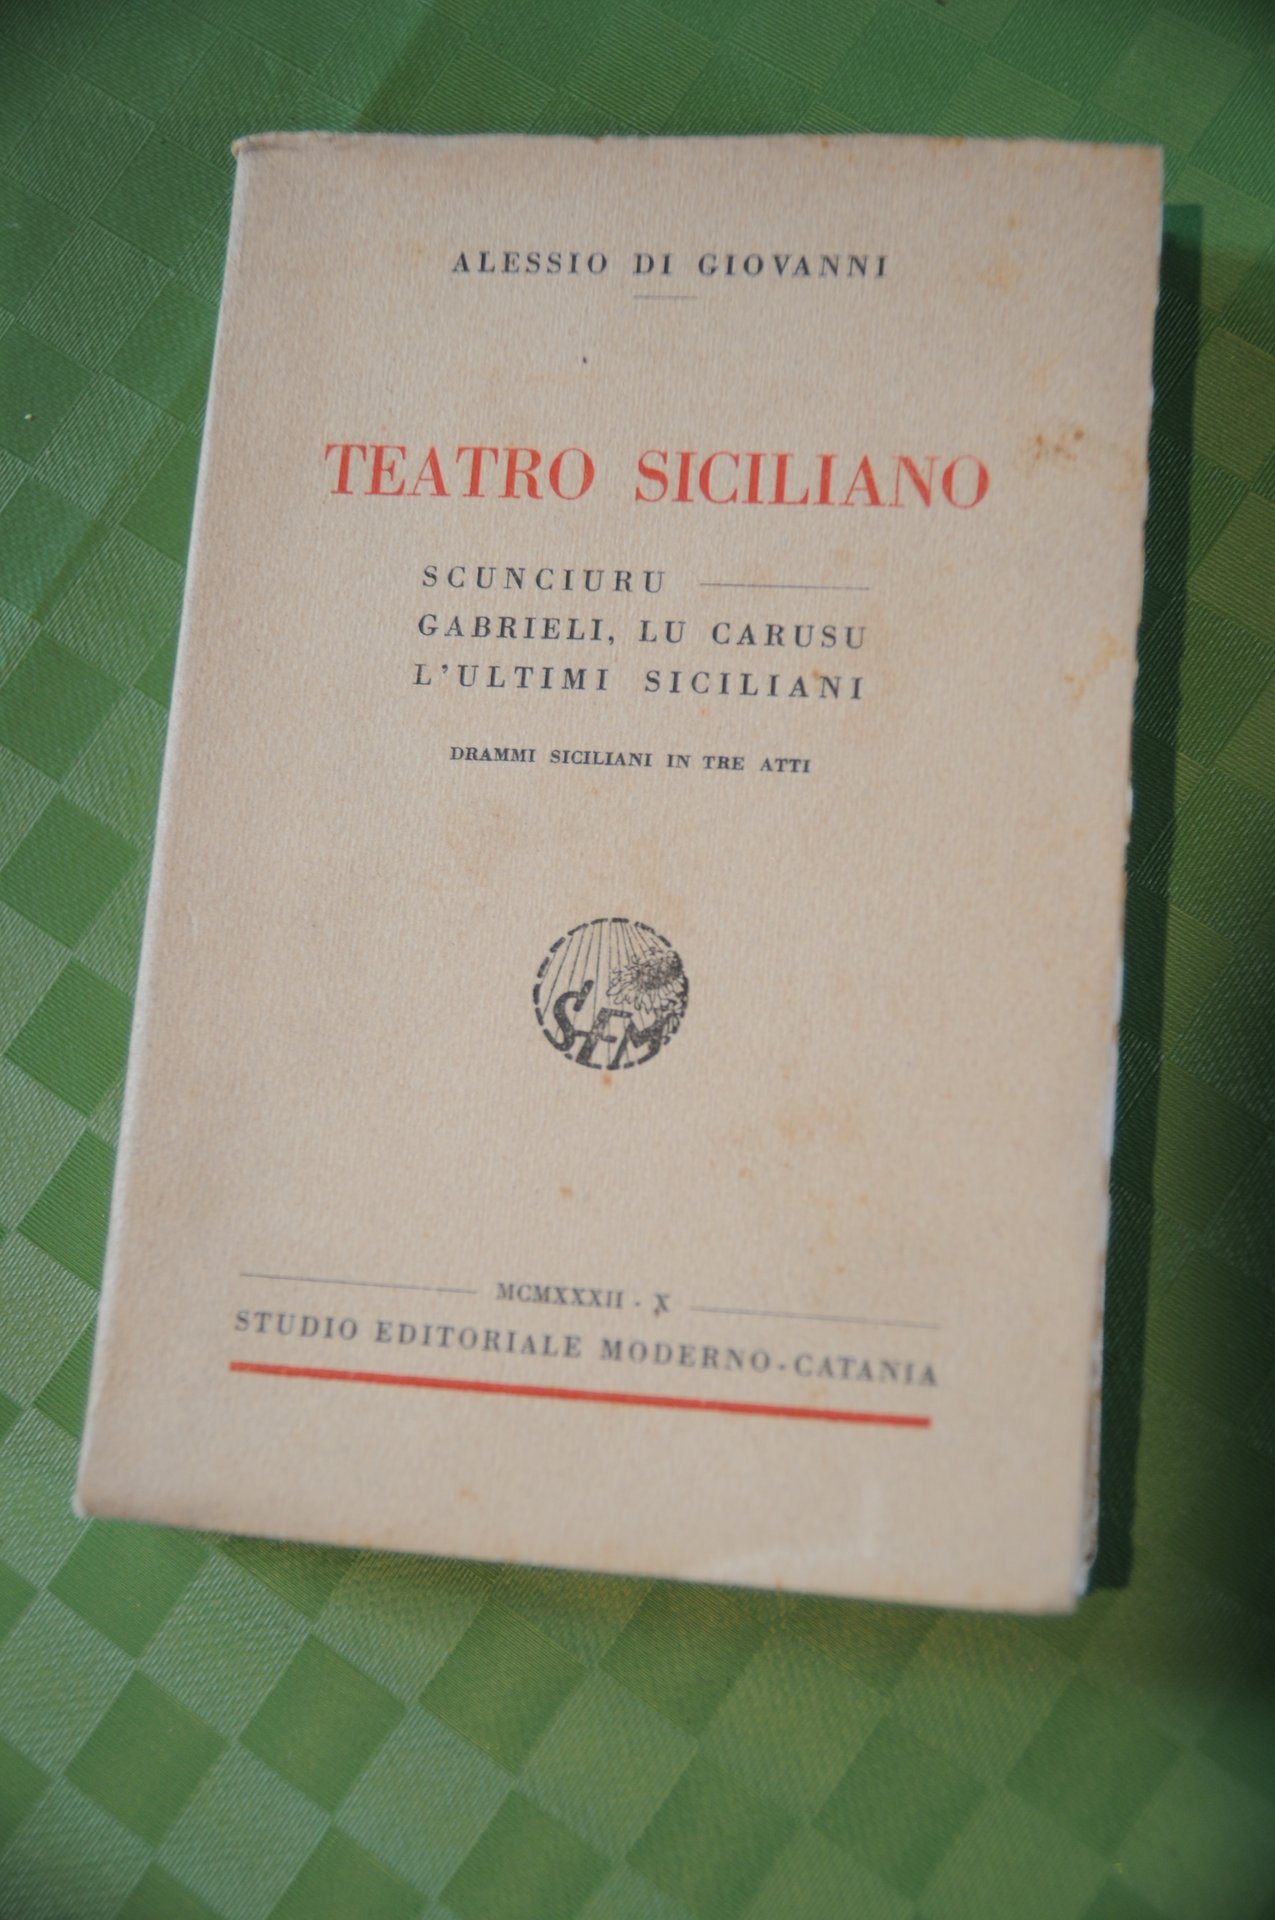 ALESSIO DI GIOVANNI
TEATRO SICILIANO
SCUNCIURU
GABRIELI, LU CARUSU
L'ULTIMI SICILIANI
DRAMMI SICILIANI IN TRE ATTI
S.E.M.
MCMXXXII - X
STUDIO EDITORIALE MODERNO - CATANIA